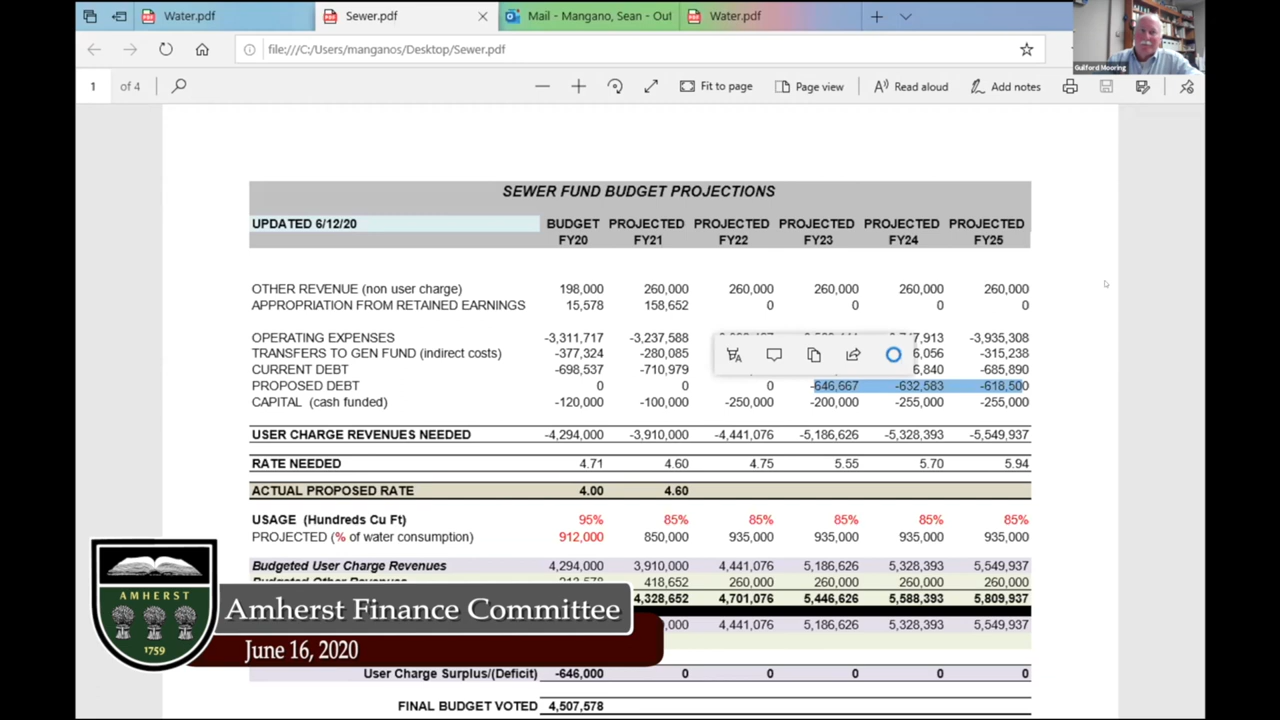 Water.pdf Sewer.pdf Mail - Mangano, Sean - Out Water.pdf
file:///C:/Users/manganos/Desktop/Sewer.pdf
Guilford Mooring
1 of 4 Fit to page Page view Read aloud Add notes
SEWER FUND BUDGET PROJECTIONS
UPDATED 6/12/20 BUDGET PROJECTED PROJECTED PROJECTED PROJECTED PROJECTED
FY20 FY21 FY22 FY23 FY24 FY25
OTHER REVENUE (non user charge) 198,000 260,000 260,000 260,000 260,000 260,000
APPROPRIATION FROM RETAINED EARNINGS 15,578 158,652 0 0 0 0
OPERATING EXPENSES -3,311,717 -3,237,588 7,913 -3,935,308
TRANSFERS TO GEN FUND (indirect costs) -377,324 -280,085 6,056 -315,238
CURRENT DEBT -698,537 -710,979 6,840 -685,890
PROPOSED DEBT 0 0 0 -646,667 -632,583 -618,500
CAPITAL (cash funded) -120,000 -100,000 -250,000 -200,000 -255,000 -255,000
USER CHARGE REVENUES NEEDED -4,294,000 -3,910,000 -4,441,076 -5,186,626 -5,328,393 -5,549,937
RATE NEEDED 4.71 4.60 4.75 5.55 5.70 5.94
ACTUAL PROPOSED RATE 4.00 4.60
USAGE (Hundreds Cu Ft) 95% 85% 85% 85% 85% 85%
PROJECTED (% of water consumption) 912,000 850,000 935,000 935,000 935,000 935,000
Budgeted User Charge Revenues 4,294,000 3,910,000 4,441,076 5,186,626 5,328,393 5,549,937
Budgeted Other Revenues 213,578 418,652 260,000 260,000 260,000 260,000
4,328,652 4,701,076 5,446,626 5,588,393 5,809,937
,000 4,441,076 5,186,626 5,328,393 5,549,937
User Charge Surplus/(Deficit) -646,000 0 0 0 0 0
FINAL BUDGET VOTED 4,507,578
AMHERST
1759
Amherst Finance Committee
June 16, 2020